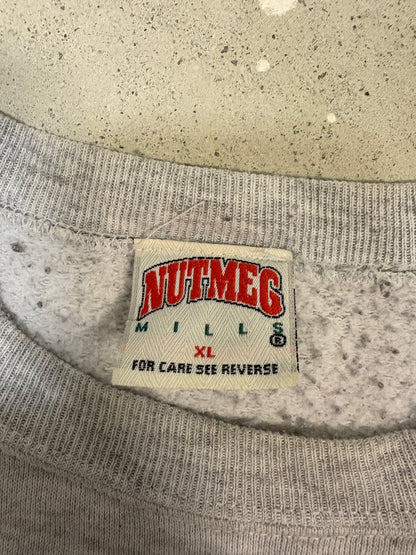 NUTMEG
MILLS®
XL
FOR CARE SEE REVERSE